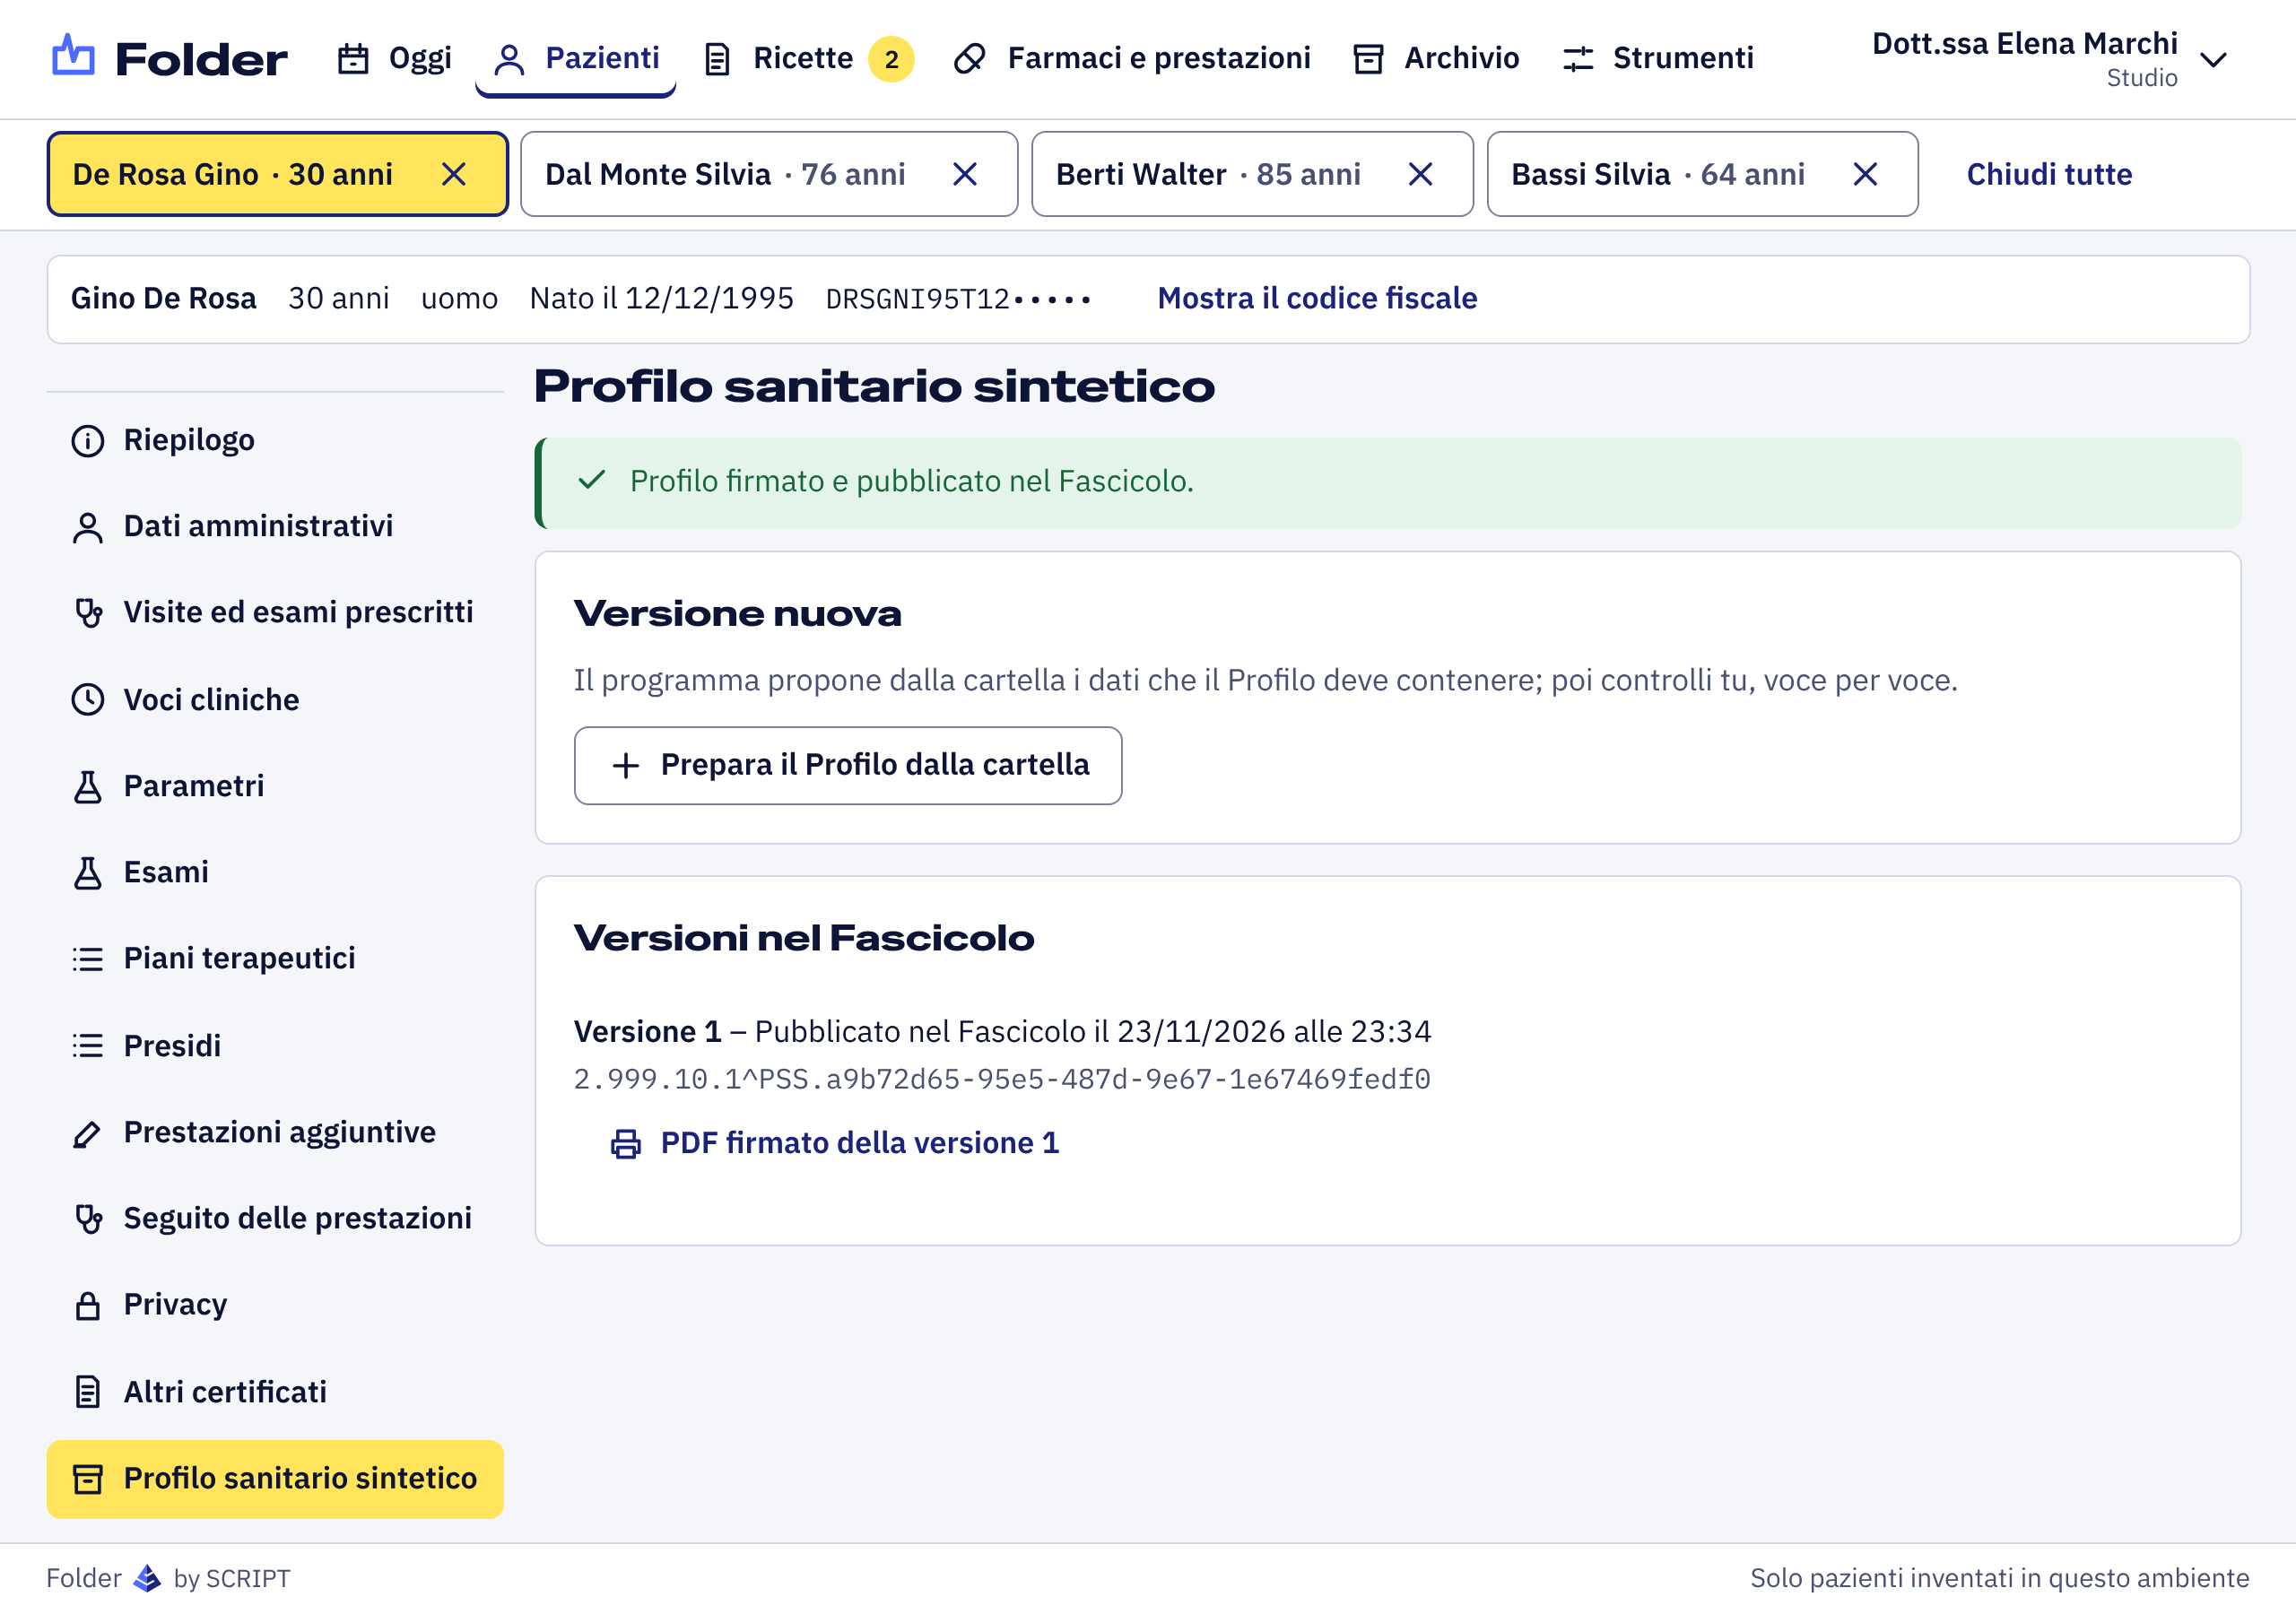 Folder
Oggi
Pazienti
Ricette 2
Farmaci e prestazioni
Archivio
Strumenti
Dott.ssa Elena Marchi
Studio
De Rosa Gino · 30 anni
Dal Monte Silvia · 76 anni
Berti Walter · 85 anni
Bassi Silvia · 64 anni
Chiudi tutte
Gino De Rosa 30 anni uomo Nato il 12/12/1995 DRSGNI95T12••••• Mostra il codice fiscale
Riepilogo
Dati amministrativi
Visite ed esami prescritti
Voci cliniche
Parametri
Esami
Piani terapeutici
Presidi
Prestazioni aggiuntive
Seguito delle prestazioni
Privacy
Altri certificati
Profilo sanitario sintetico
Profilo sanitario sintetico
Profilo firmato e pubblicato nel Fascicolo.
Versione nuova
Il programma propone dalla cartella i dati che il Profilo deve contenere; poi controlli tu, voce per voce.
Prepara il Profilo dalla cartella
Versioni nel Fascicolo
Versione 1 – Pubblicato nel Fascicolo il 23/11/2026 alle 23:34
2.999.10.1^PSS.a9b72d65-95e5-487d-9e67-1e67469fedf0
PDF firmato della versione 1
Folder by SCRIPT
Solo pazienti inventati in questo ambiente